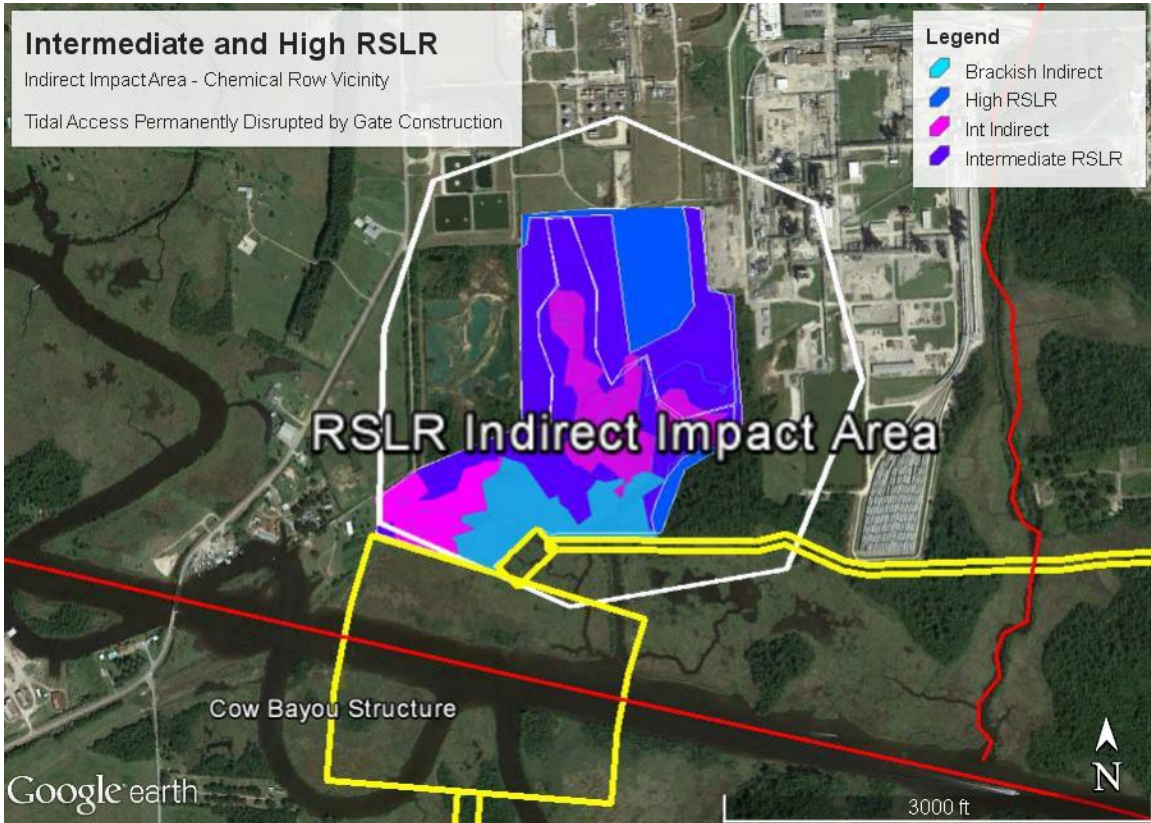 Intermediate and High RSLR
Indirect Impact Area - Chemical Row Vicinity
Tidal Access Permanently Disrupted by Gate Construction
Legend
Brackish Indirect
High RSLR
Int Indirect
Intermediate RSLR
RSLR Indirect Impact Area
Cow Bayou Structure
Google earth
N
3000 ft